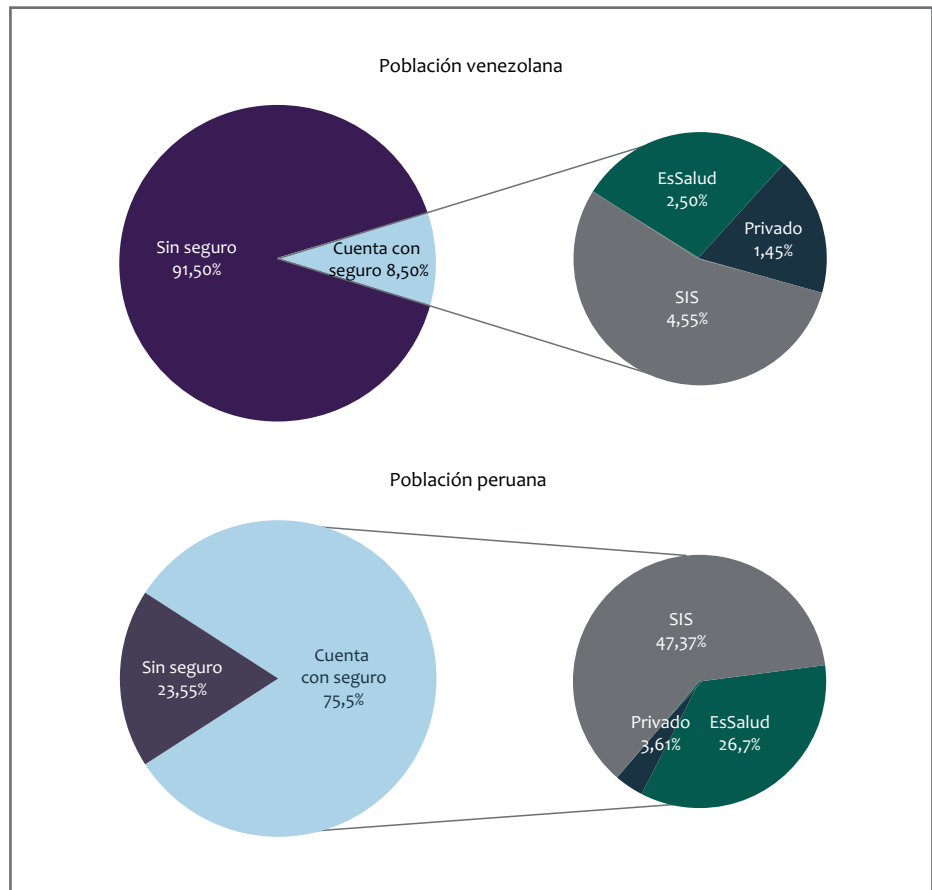 Población venezolana
Sin seguro
91,50%
Cuenta con
seguro 8,50%
EsSalud
2,50%
Privado
1,45%
SIS
4,55%
Población peruana
Sin seguro
23,55%
Cuenta
con seguro
75,5%
SIS
47,37%
Privado
3,61%
EsSalud
26,7%